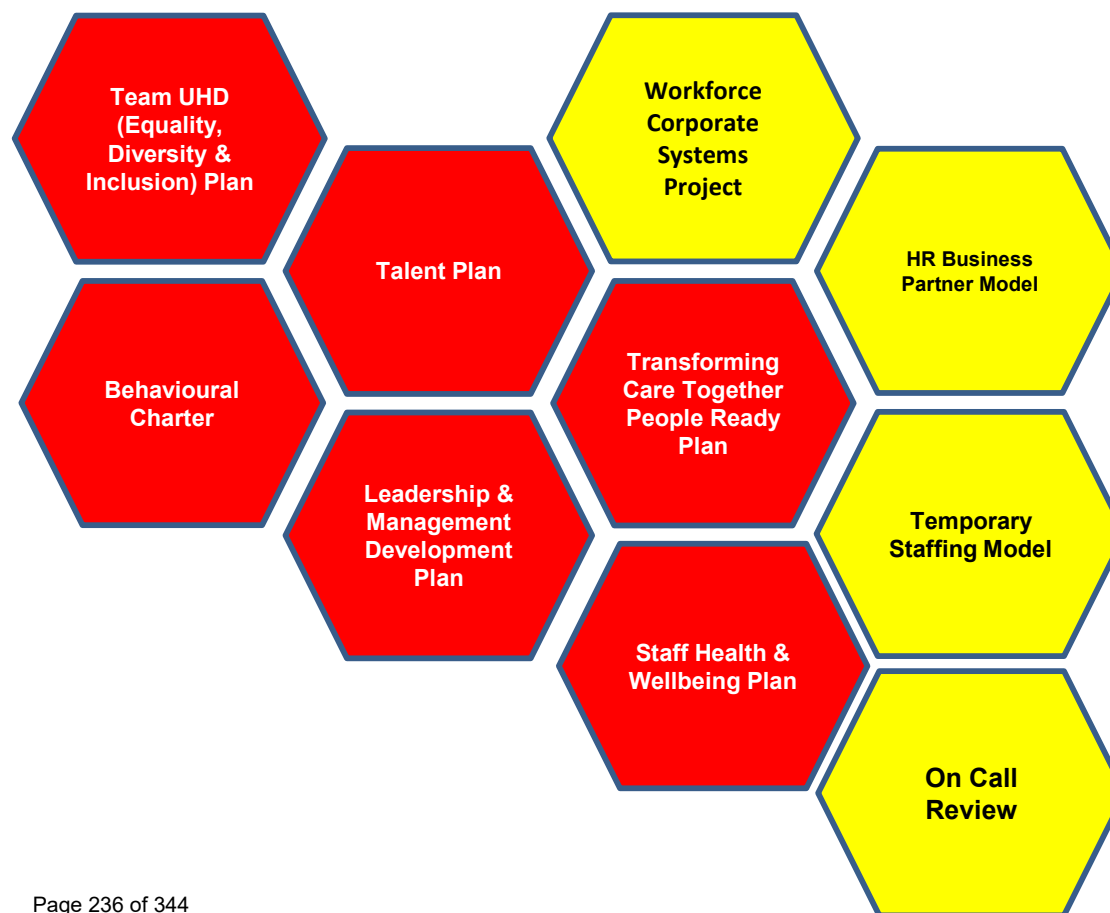 Team UHD
(Equality,
Diversity &
Inclusion) Plan
Workforce
Corporate
Systems
Project
Talent Plan
HR Business
Partner Model
Behavioural
Charter
Transforming
Care Together
People Ready
Plan
Leadership &
Management
Development
Plan
Temporary
Staffing Model
Staff Health &
Wellbeing Plan
On Call
Review
Page 236 of 344